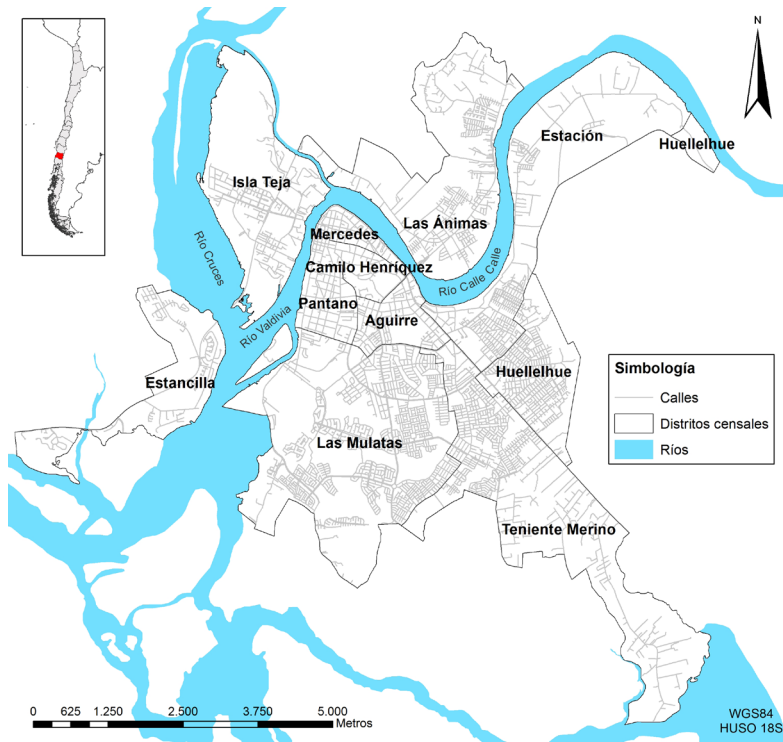 N
Estación
Huellelhue
Isla Teja
Las Ánimas
Mercedes
Río Cruces
Camilo Henríquez
Río Calle Calle
Pantano
Río Valdivia
Aguirre
Estancilla
Huellelhue
Simbología
Calles
Distritos censales
Ríos
Las Mulatas
Teniente Merino
0 625 1.250 2.500 3.750 5.000
Metros
WGS84
HUSO 18S